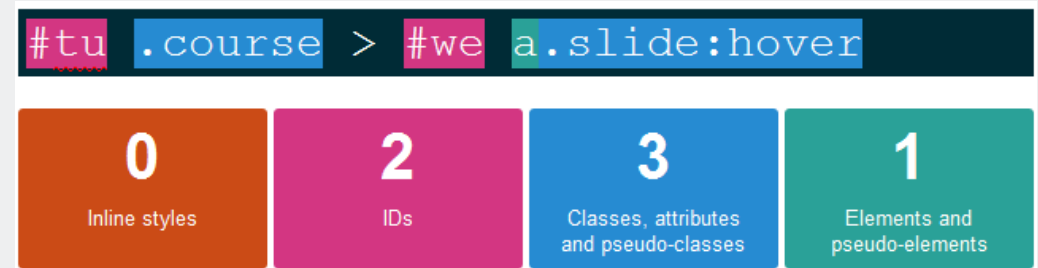 #tu .course > #we a.slide:hover
0 2 3 1
Inline styles IDs Classes, attributes Elements and
and pseudo-classes pseudo-elements